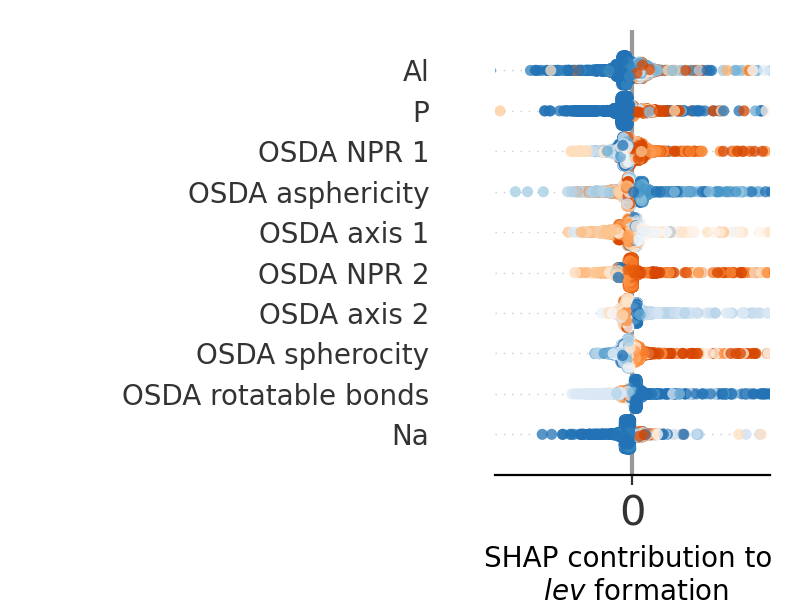 Al
P
OSDA NPR 1
OSDA asphericity
OSDA axis 1
OSDA NPR 2
OSDA axis 2
OSDA spherocity
OSDA rotatable bonds
Na
0
SHAP contribution to
lev formation